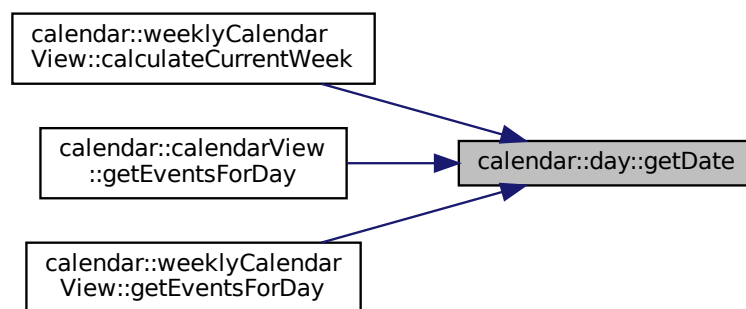 calendar::weeklyCalendar
View::calculateCurrentWeek
calendar::calendarView
::getEventsForDay
calendar::day::getDate
calendar::weeklyCalendar
View::getEventsForDay